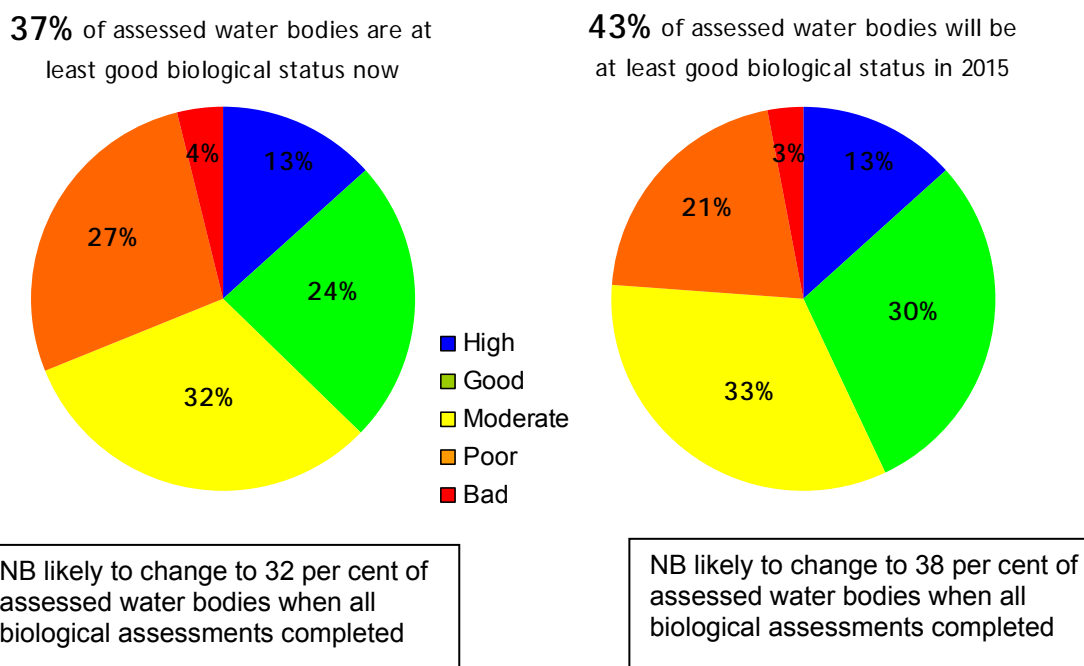 37% of assessed water bodies are at
least good biological status now
43% of assessed water bodies will be
at least good biological status in 2015
4%
13%
27%
24%
32%
3%
13%
21%
30%
33%
High
Good
Moderate
Poor
Bad
NB likely to change to 32 per cent of
assessed water bodies when all
biological assessments completed
NB likely to change to 38 per cent of
assessed water bodies when all
biological assessments completed